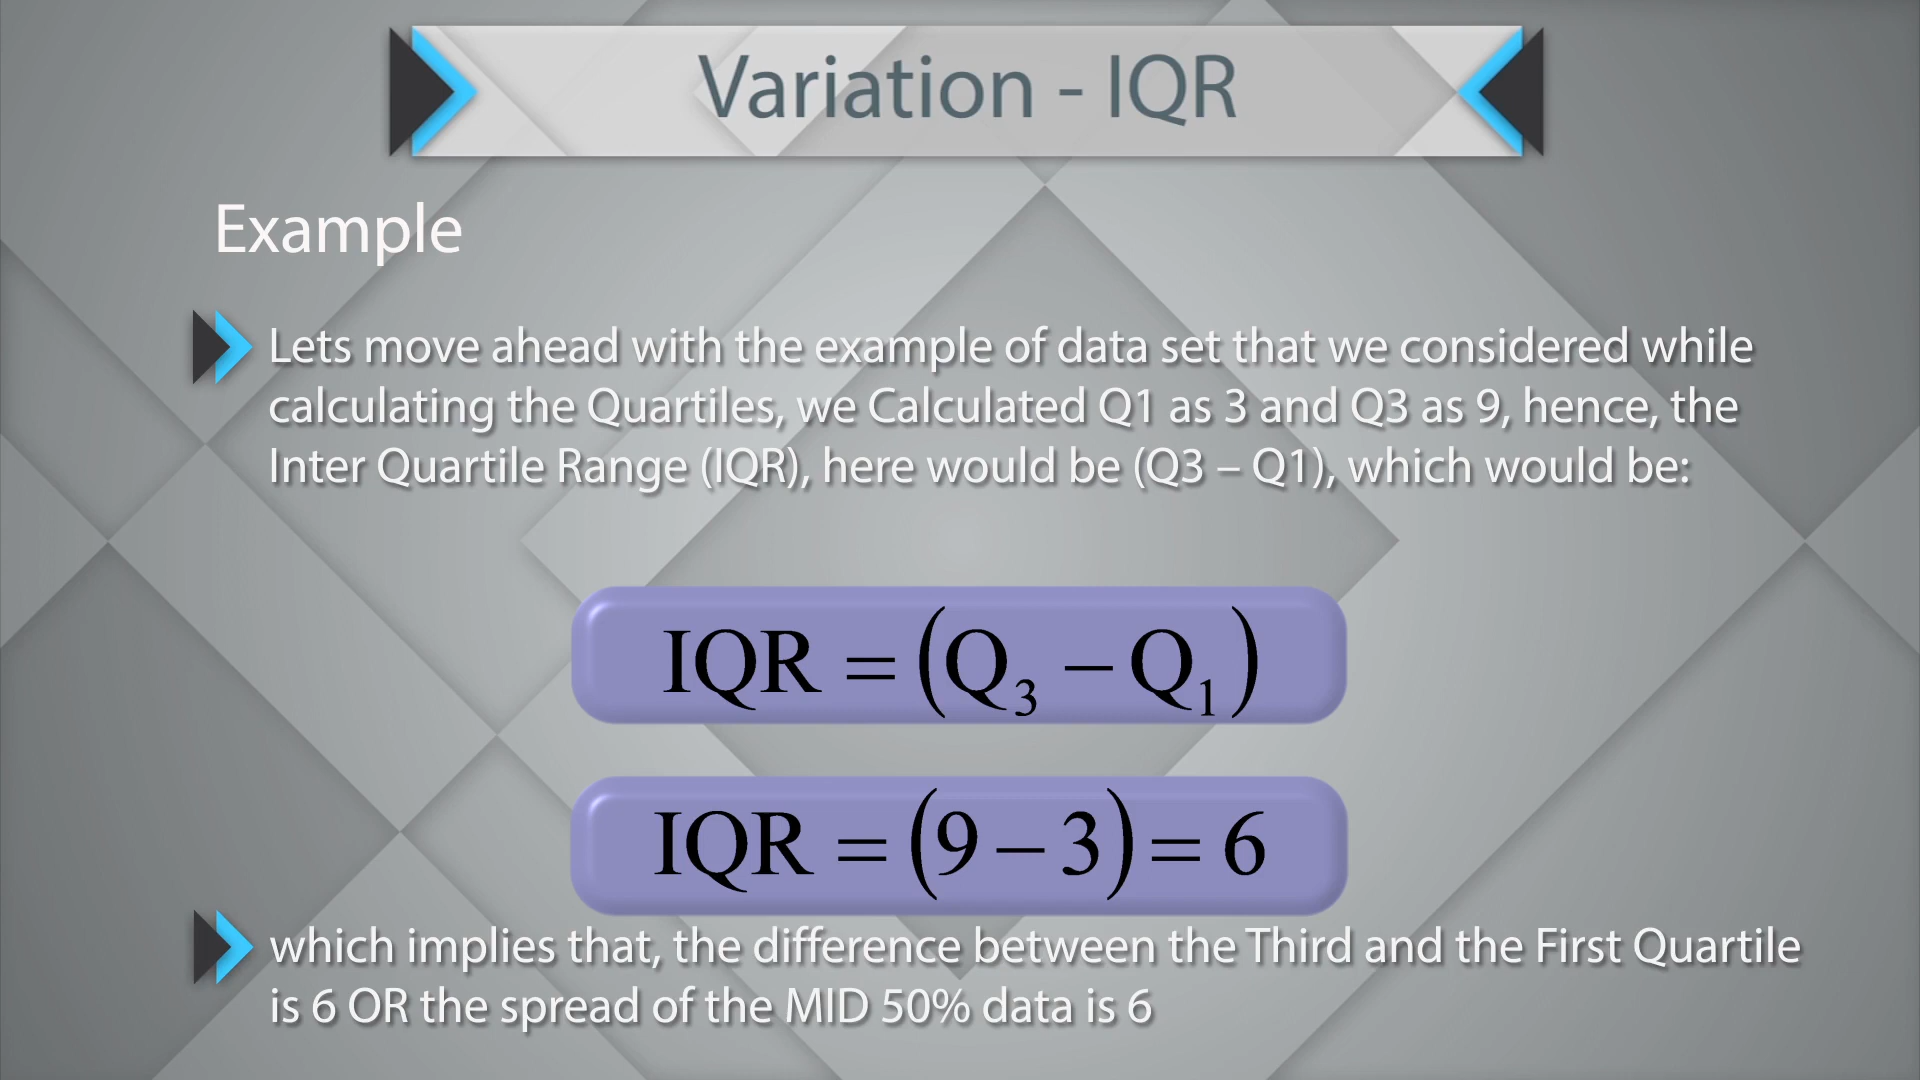 Variation - IQR
Example
Lets move ahead with the example of data set that we considered while
calculating the Quartiles, we Calculated Q1 as 3 and Q3 as 9, hence, the
Inter Quartile Range (IQR), here would be (Q3 – Q1), which would be:
IQR = (Q₃ − Q₁)
IQR = (9 − 3) = 6
which implies that, the difference between the Third and the First Quartile
is 6 OR the spread of the MID 50% data is 6